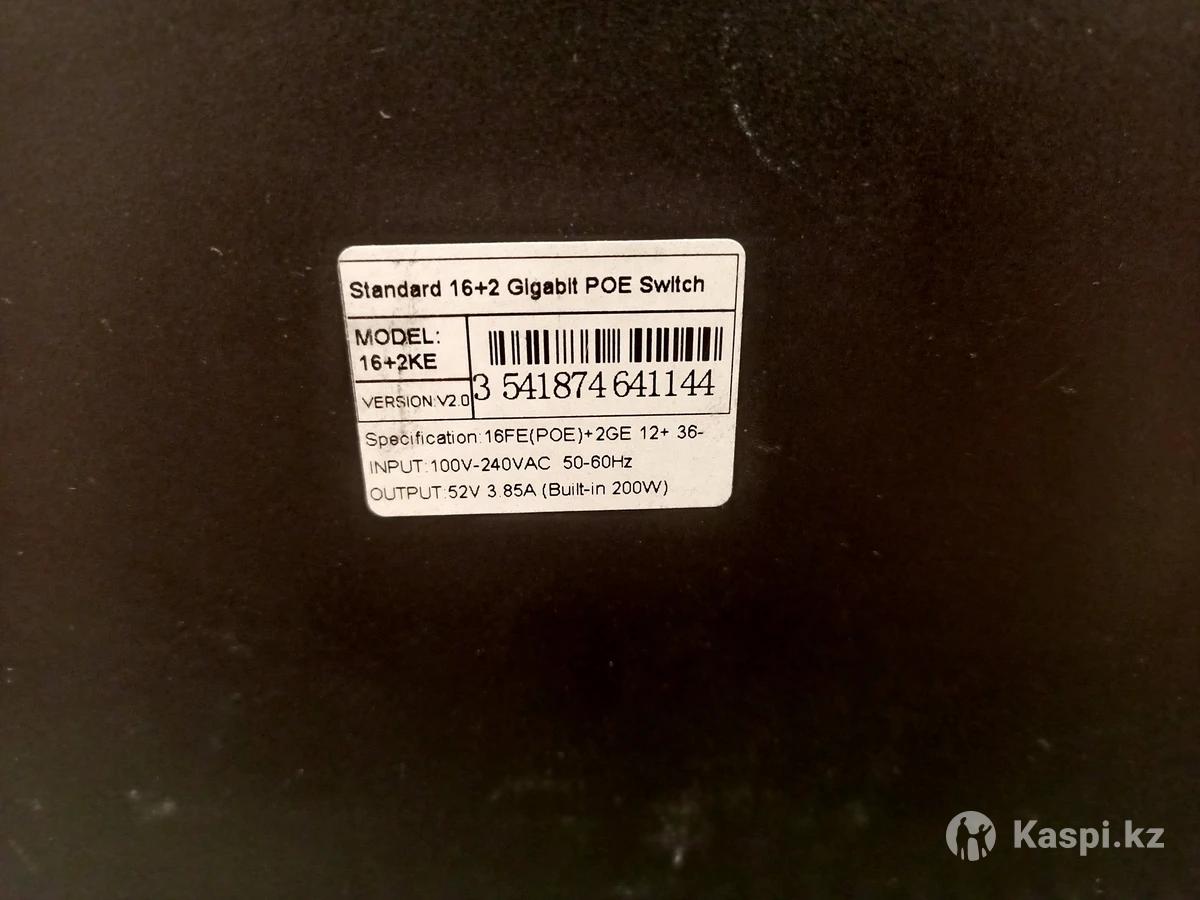 Standard 16+2 Gigabit POE Switch
MODEL:
16+2KE
VERSION:V2.0
3 541874 641144
Specification:16FE(POE)+2GE 12+ 36-
INPUT:100V-240VAC 50-60Hz
OUTPUT:52V 3.85A (Built-in 200W)
Kaspi.kz